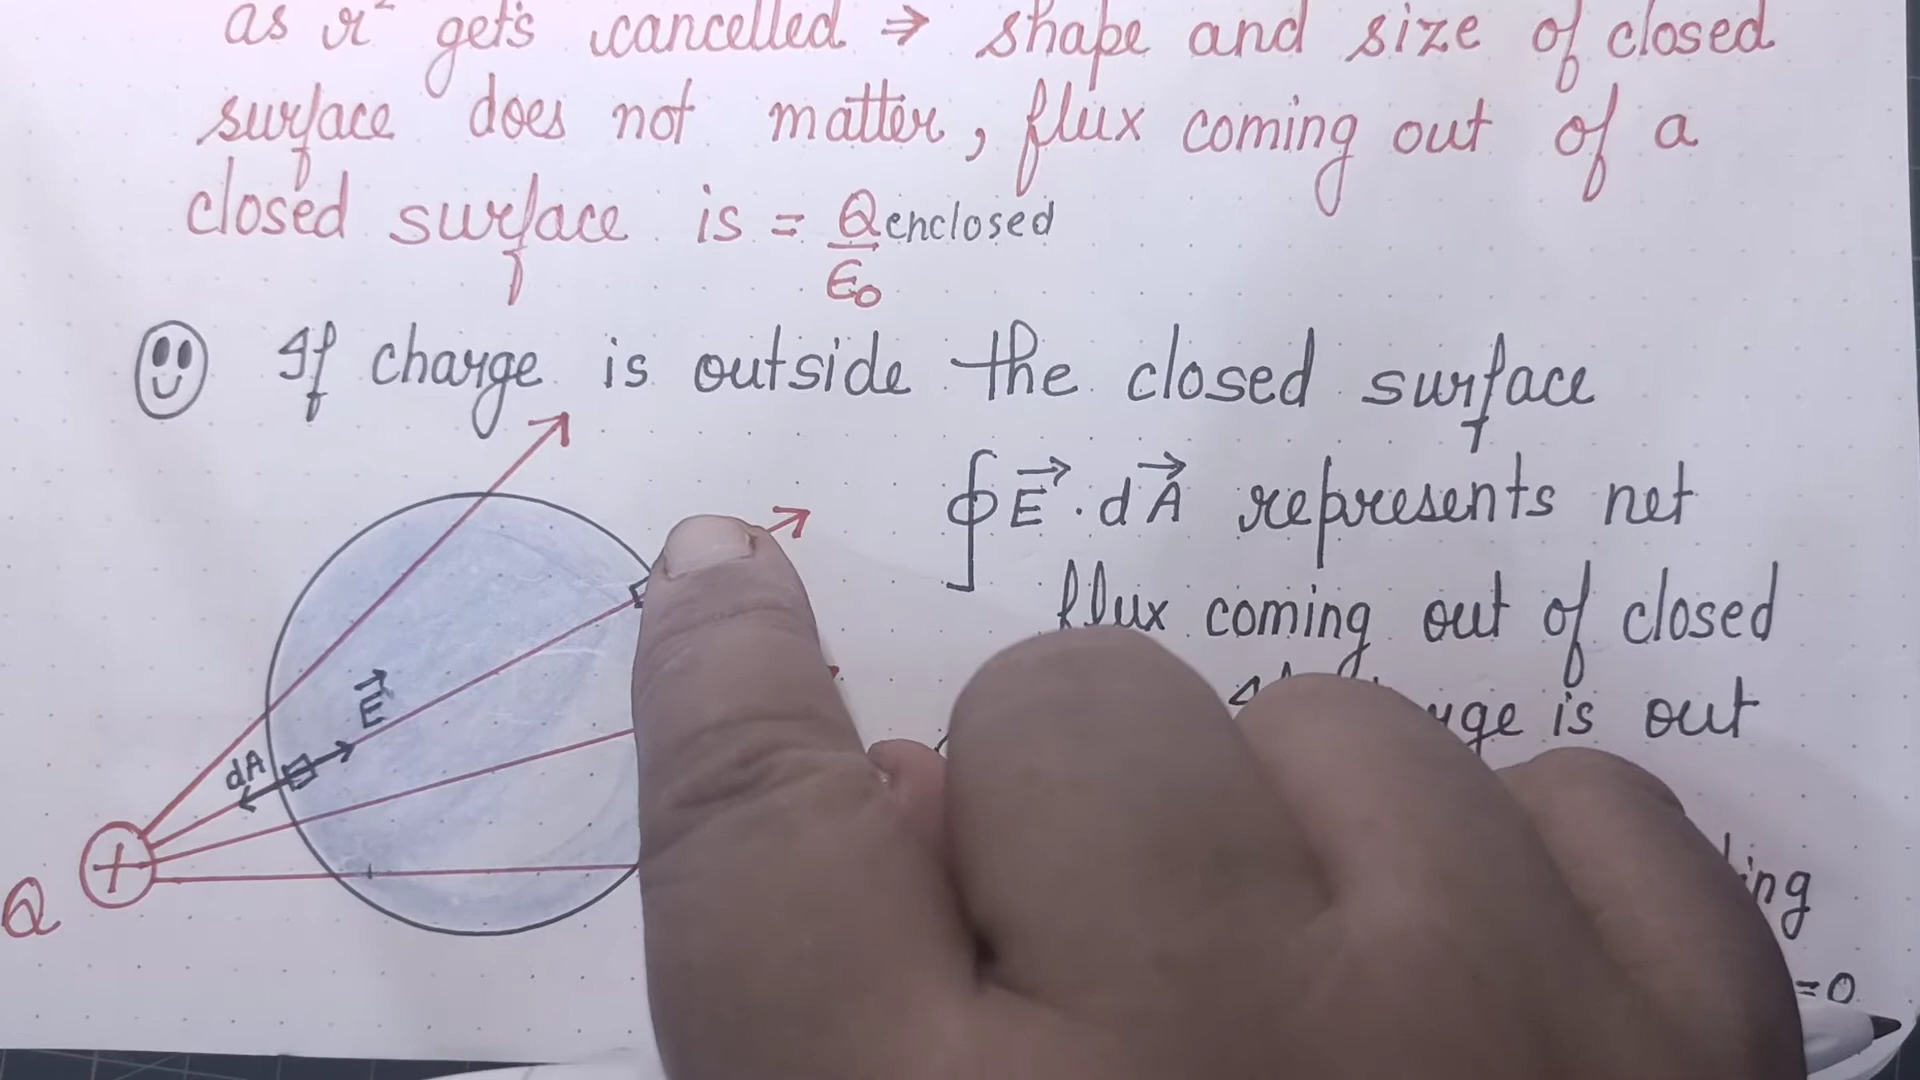 as r² gets cancelled ⇒ shape and size of closed
surface does not matter, flux coming out of a
closed surface is = Qenclosed
ϵ₀
If charge is outside the closed surface
∮E⃗ · dA⃗ represents net
flux coming out of closed
is out
E⃗
dA
Q
+
=0